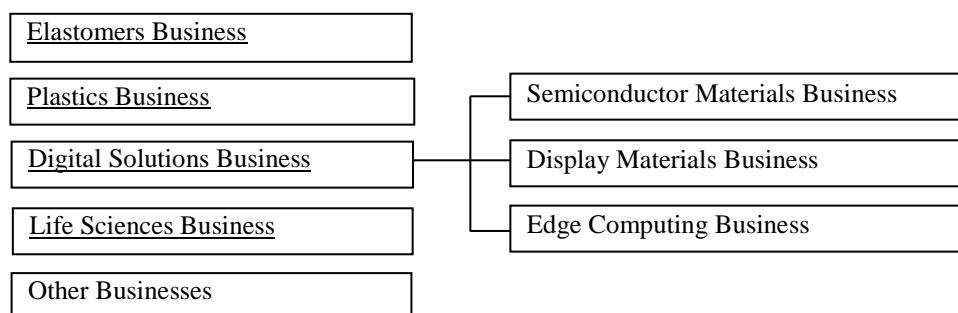 Elastomers Business
Plastics Business
Digital Solutions Business
Life Sciences Business
Other Businesses
Semiconductor Materials Business
Display Materials Business
Edge Computing Business